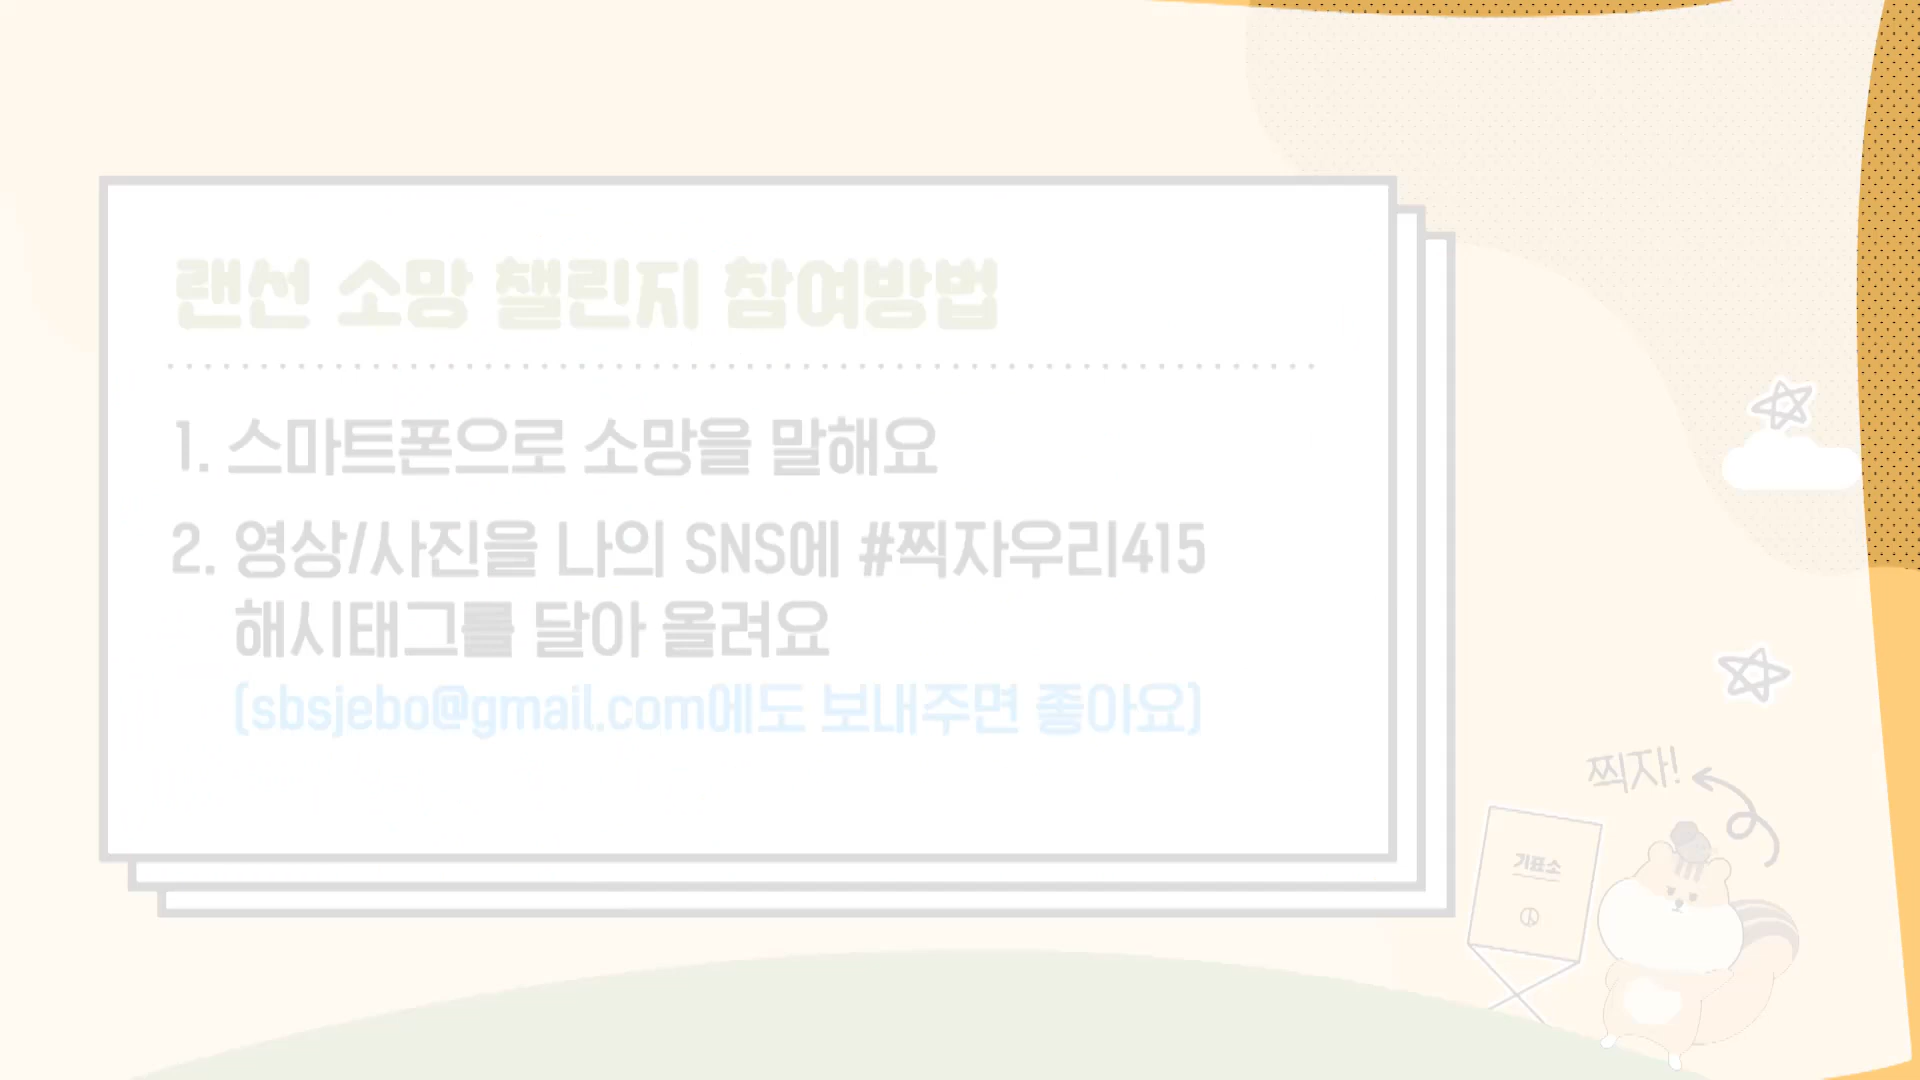 랜선 소망 챌린지 참여방법
1. 스마트폰으로 소망을 말해요
2. 영상/사진을 나의 SNS에 #찍자우리415
해시태그를 달아 올려요
(sbsjebo@gmail.com에도 보내주면 좋아요)
찍자!
기표소